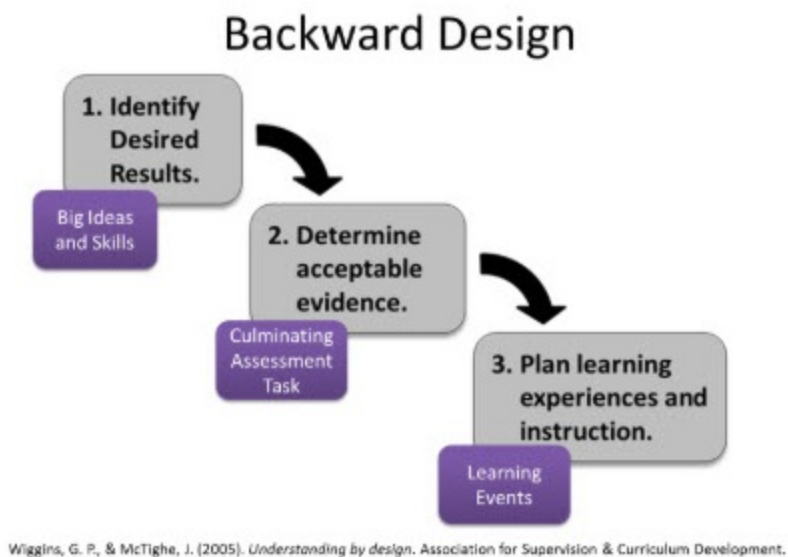 Backward Design
1. Identify
Desired
Results.
Big Ideas
and Skills
2. Determine
acceptable
evidence.
Culminating
Assessment
Task
3. Plan learning
experiences and
instruction.
Learning
Events
Wiggins, G. P., & McTighe, J. (2005). Understanding by design. Association for Supervision & Curriculum Development.